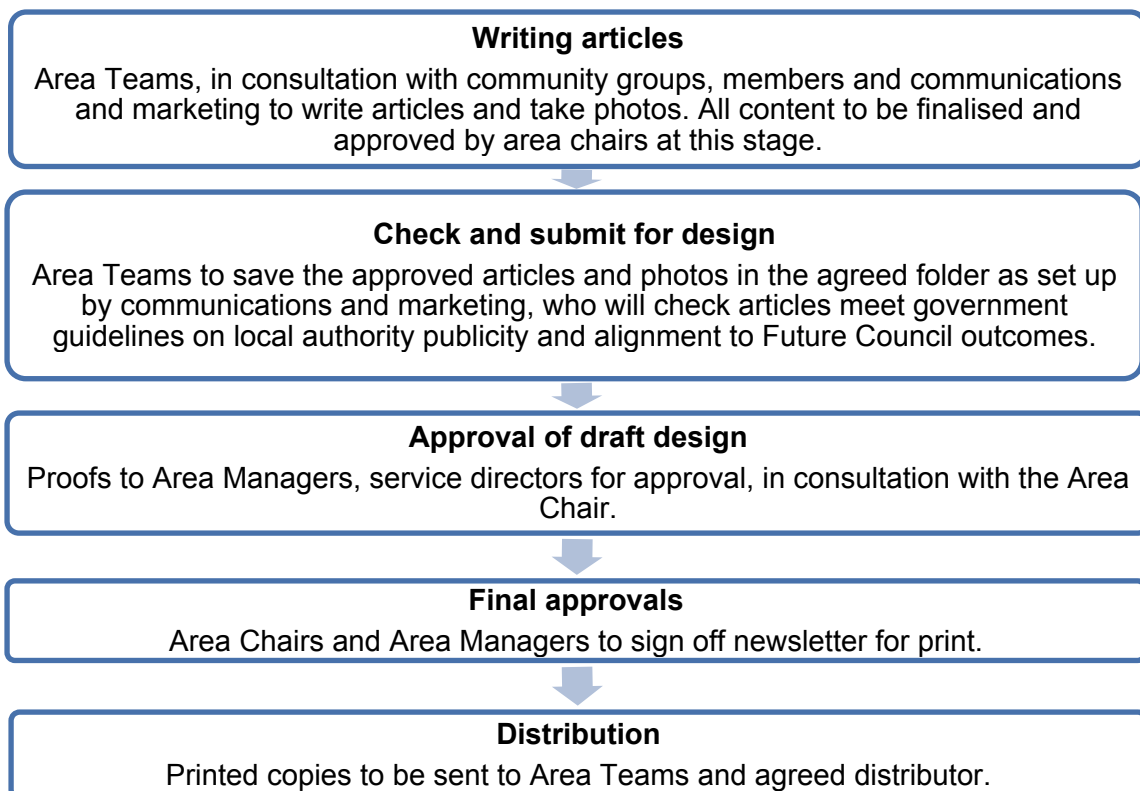 Writing articles
Area Teams, in consultation with community groups, members and communications
and marketing to write articles and take photos. All content to be finalised and
approved by area chairs at this stage.
Check and submit for design
Area Teams to save the approved articles and photos in the agreed folder as set up
by communications and marketing, who will check articles meet government
guidelines on local authority publicity and alignment to Future Council outcomes.
Approval of draft design
Proofs to Area Managers, service directors for approval, in consultation with the Area
Chair.
Final approvals
Area Chairs and Area Managers to sign off newsletter for print.
Distribution
Printed copies to be sent to Area Teams and agreed distributor.